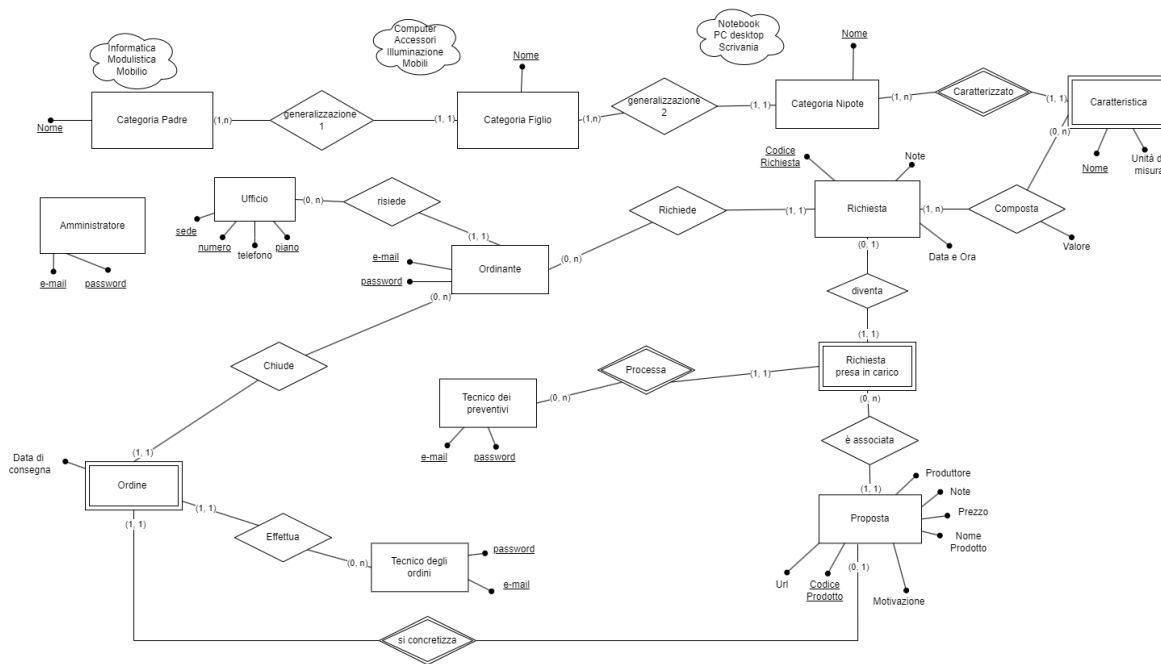 Informatica
Modulistica
Mobilio
Computer
Accessori
Illuminazione
Mobili
Notebook
PC desktop
Scrivania
Nome
Nome
Nome
Categoria Padre
(1,n)
generalizzazione
1
(1, 1)
Categoria Figlio
(1,n)
generalizzazione
2
(1, 1)
Categoria Nipote
(1, n)
Caratterizzato
(1, 1)
Caratteristica
(0, n)
Nome
Unità di
misura
Amministratore
e-mail
password
Ufficio
(0, n)
sede
numero
telefono
piano
risiede
(1, 1)
Ordinante
e-mail
password
(0, n)
(0, n)
Richiede
(1, 1)
Codice
Richiesta
Note
Richiesta
(1, n)
Composta
Valore
Data e Ora
(0, 1)
diventa
(1, 1)
Richiesta
presa in carico
(1, 1)
Processa
(0, n)
Tecnico dei
preventivi
e-mail
password
(0, n)
è associata
(1, 1)
Proposta
Produttore
Note
Prezzo
Nome
Prodotto
Motivazione
Codice
Prodotto
Url
(0, 1)
Chiude
(1, 1)
Data di
consegna
Ordine
(1, 1)
(1, 1)
Effettua
(0, n)
Tecnico degli
ordini
password
e-mail
si concretizza